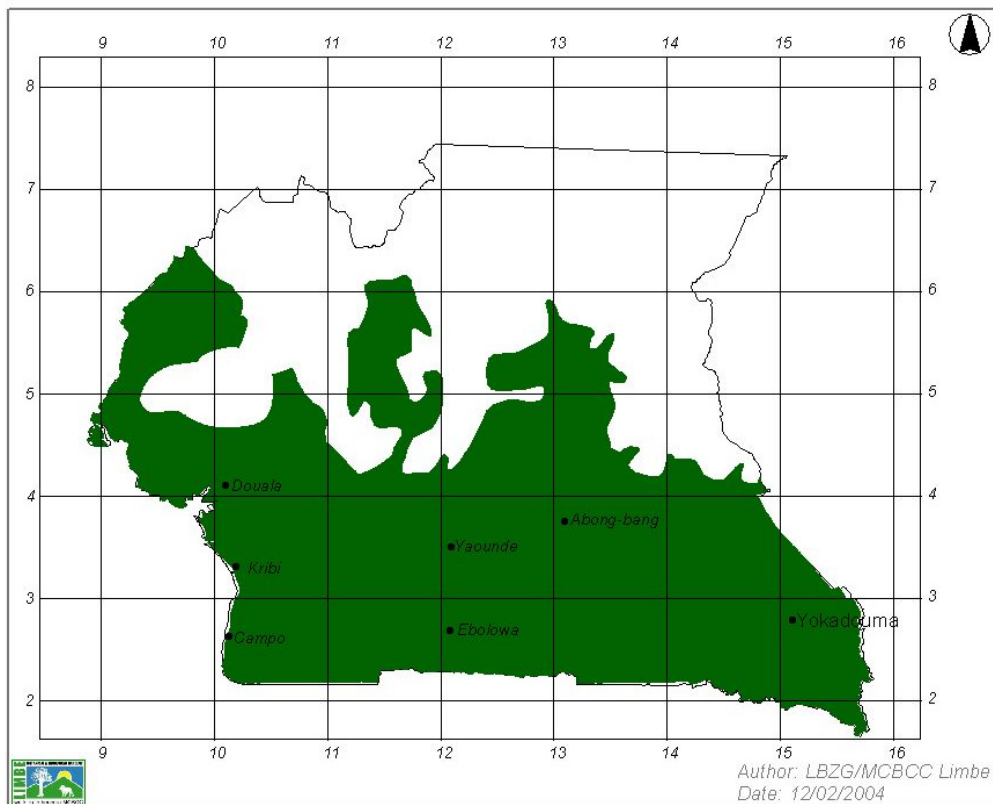 9 10 11 12 13 14 15 16
8 8
7 7
6 6
5 5
Douala
4 4
Abong-bang
Yaounde
Kribi
3 3
Yokadouma
Ebolowa
Campo
2 2
9 10 11 12 13 14 15 16
LIMBE
Author: LBZG/MCBCC Limbe
Date: 12/02/2004